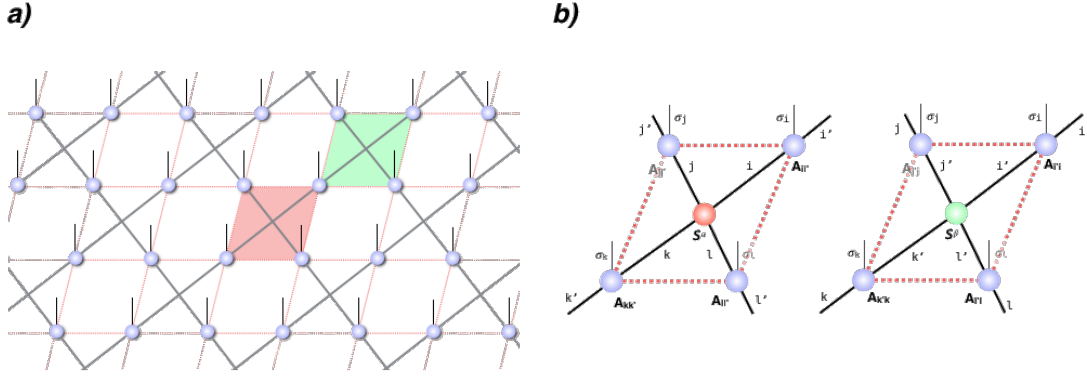 a)
b)
j' σj σi i'
Ajj' j i Aii'
Sα
k l
σk σl
k' Akk' All' l'
j σj σi i
Aj'j j' i' Ai'i
Sβ
k' l'
σk σl
k Ak'k Al'l l